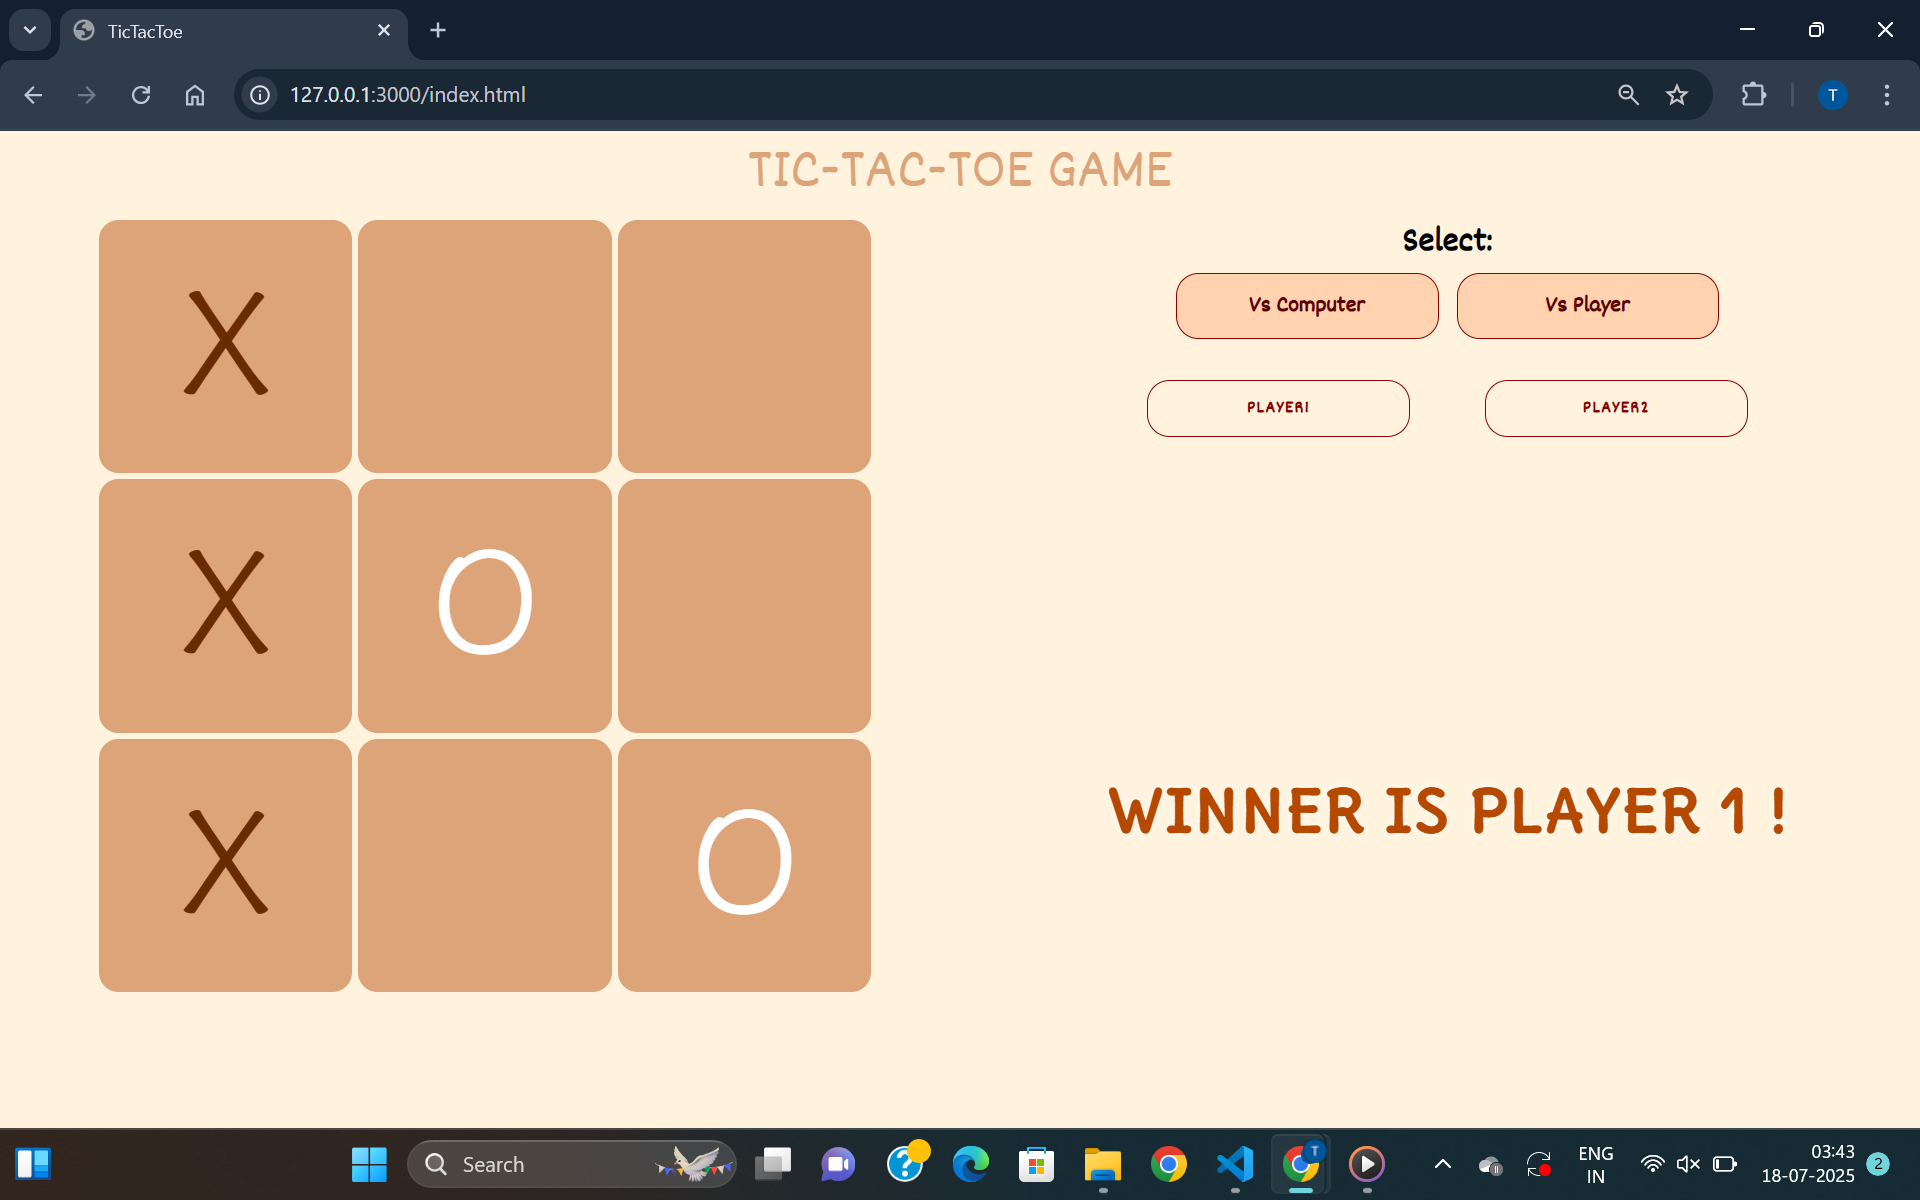 TicTacToe
127.0.0.1:3000/index.html
T
TIC-TAC-TOE GAME
Select:
Vs Computer
Vs Player
PLAYER1
PLAYER2
X
X
O
X
O
WINNER IS PLAYER 1 !
Search
T
ENG
IN
03:43
18-07-2025
2